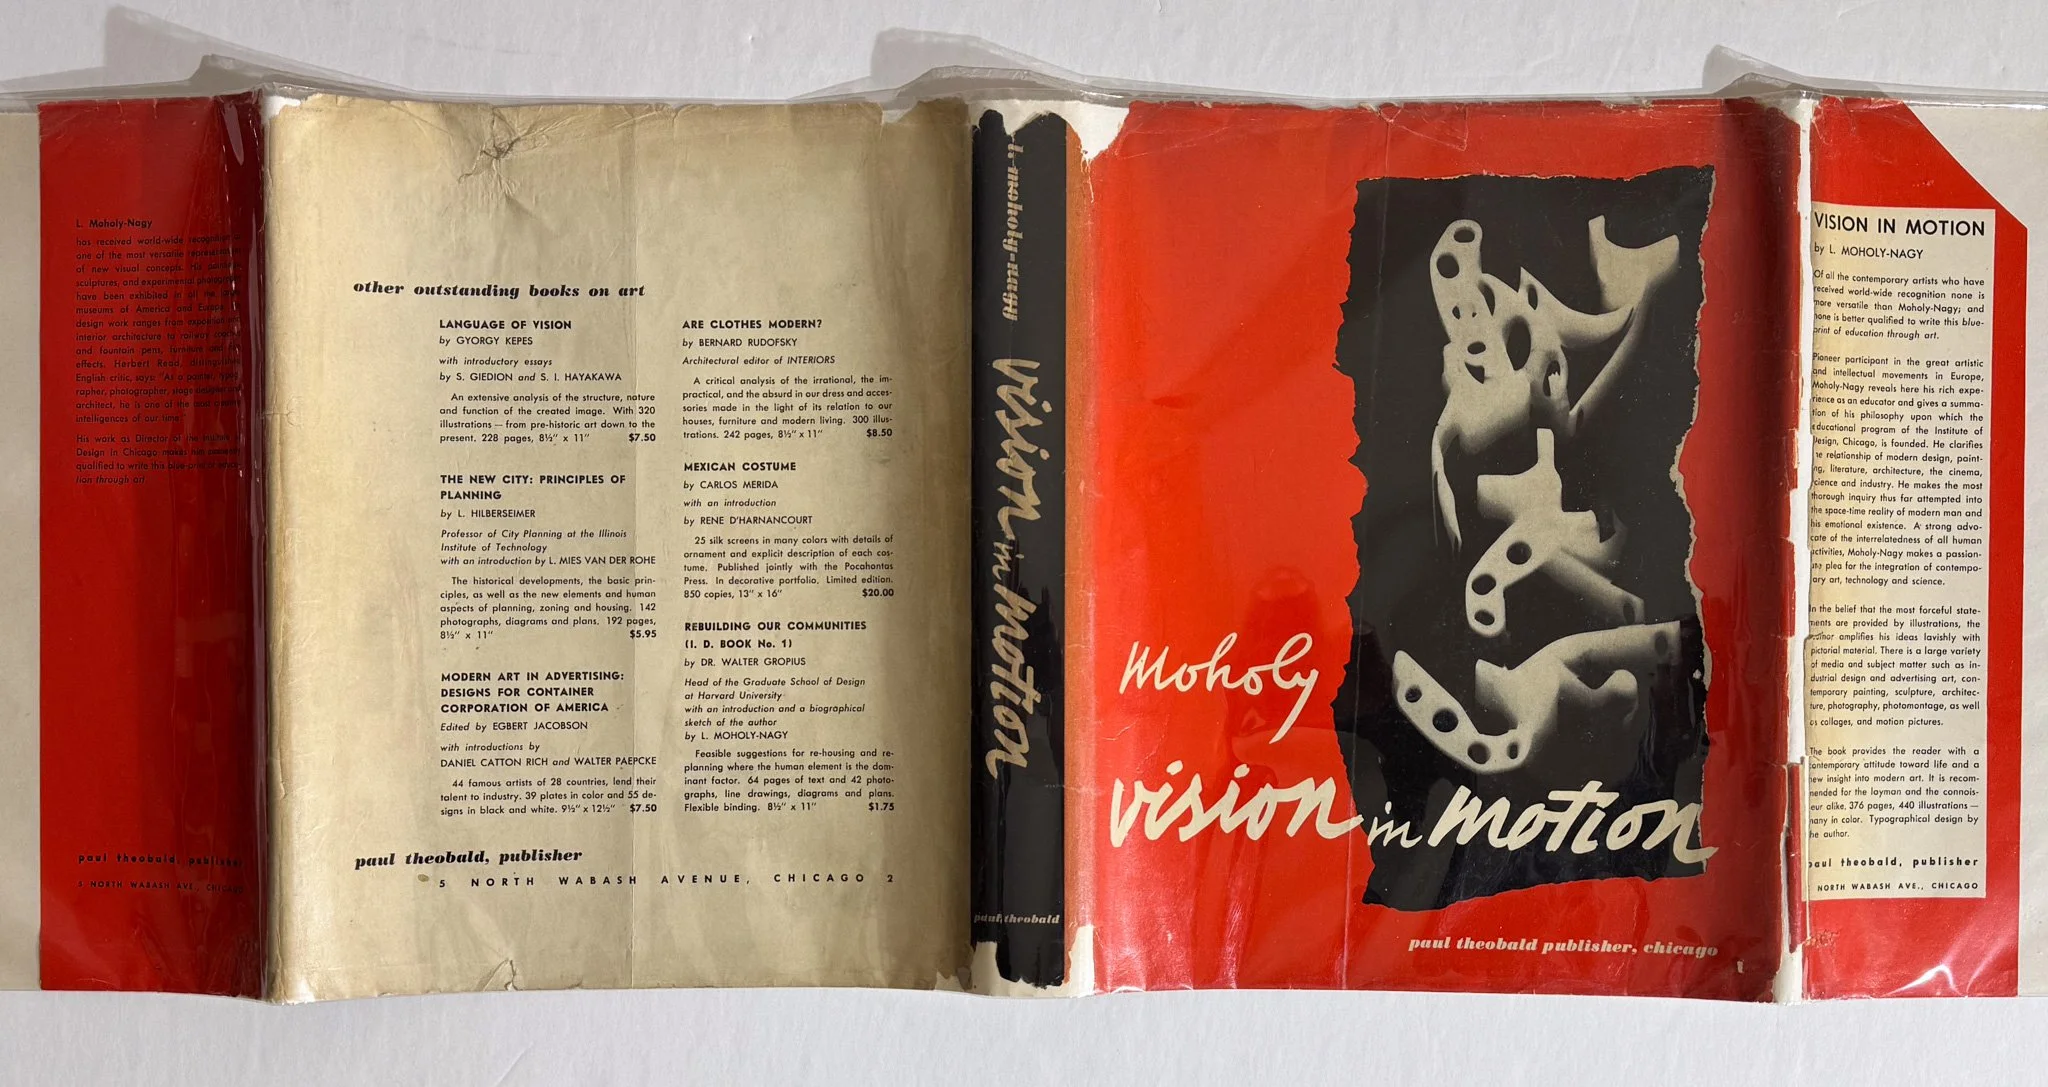 L. Moholy-Nagy
has received world-wide recognition
one of the most versatile
of new visual concepts. His
sculptures, and experimental
have been exhibited in all the
museums of America and Europe.
design work ranges from
interior architecture to railway
and fountain pens, furniture and
effects. Herbert Read, distinguished
English critic, says: "As a painter,
rapher, photographer, stage designer
architect, he is one of the
intelligences of our time
His work as Director of the
Design in Chicago makes him
qualified to write this blue-print of
tion through art.
paul theobald, publisher
5 NORTH WABASH AVE., CHICAGO
other outstanding books on art
LANGUAGE OF VISION
by GYORGY KEPES
with introductory essays
by S. GIEDION and S. I. HAYAKAWA
An extensive analysis of the structure, nature
and function of the created image. With 320
illustrations — from pre-historic art down to the
present. 228 pages, 8½" x 11" $7.50
THE NEW CITY: PRINCIPLES OF
PLANNING
by L. HILBERSEIMER
Professor of City Planning at the Illinois
Institute of Technology
with an introduction by L. MIES VAN DER ROHE
The historical developments, the basic prin-
ciples, as well as the new elements and human
aspects of planning, zoning and housing. 142
photographs, diagrams and plans. 192 pages,
8½" x 11" $5.95
MODERN ART IN ADVERTISING:
DESIGNS FOR CONTAINER
CORPORATION OF AMERICA
Edited by EGBERT JACOBSON
with introductions by
DANIEL CATTON RICH and WALTER PAEPCKE
44 famous artists of 28 countries, lend their
talent to industry. 39 plates in color and 55 de-
signs in black and white. 9½" x 12½" $7.50
ARE CLOTHES MODERN?
by BERNARD RUDOFSKY
Architectural editor of INTERIORS
A critical analysis of the irrational, the im-
practical, and the absurd in our dress and acces-
sories made in the light of its relation to our
houses, furniture and modern living. 300 illus-
trations. 242 pages, 8½" x 11" $8.50
MEXICAN COSTUME
by CARLOS MERIDA
with an introduction
by RENE D'HARNANCOURT
25 silk screens in many colors with details of
ornament and explicit description of each cos-
tume. Published jointly with the Pocahontas
Press. In decorative portfolio. Limited edition.
850 copies, 13" x 16" $20.00
REBUILDING OUR COMMUNITIES
(I. D. BOOK No. 1)
by DR. WALTER GROPIUS
Head of the Graduate School of Design
at Harvard University
with an introduction and a biographical
sketch of the author
by L. MOHOLY-NAGY
Feasible suggestions for re-housing and re-
planning where the human element is the dom-
inant factor. 64 pages of text and 42 photo-
graphs, line drawings, diagrams and plans.
Flexible binding. 8½" x 11" $1.75
paul theobald, publisher
5 NORTH WABASH AVENUE, CHICAGO 2
l. moholy-nagy
vision in motion
paul theobald
Moholy
vision in motion
paul theobald publisher, chicago
VISION IN MOTION
by L. MOHOLY-NAGY
Of all the contemporary artists who have
received world-wide recognition none is
more versatile than Moholy-Nagy; and
none is better qualified to write this blue-
print of education through art.
Pioneer participant in the great artistic
and intellectual movements in Europe,
Moholy-Nagy reveals here his rich expe-
rience as an educator and gives a summa-
tion of his philosophy upon which the
educational program of the Institute of
Design, Chicago, is founded. He clarifies
the relationship of modern design, paint-
ing, literature, architecture, the cinema,
science and industry. He makes the most
thorough inquiry thus far attempted into
the space-time reality of modern man and
his emotional existence. A strong advo-
cate of the interrelatedness of all human
activities, Moholy-Nagy makes a passion-
ate plea for the integration of contempo-
ary art, technology and science.
In the belief that the most forceful state-
ments are provided by illustrations, the
author amplifies his ideas lavishly with
pictorial material. There is a large variety
of media and subject matter such as in-
dustrial design and advertising art, con-
temporary painting, sculpture, architec-
ture, photography, photomontage, as well
as collages, and motion pictures.
The book provides the reader with a
contemporary attitude toward life and a
new insight into modern art. It is recom-
mended for the layman and the connois-
seur alike. 376 pages, 440 illustrations —
many in color. Typographical design by
the author.
paul theobald, publisher
NORTH WABASH AVE., CHICAGO